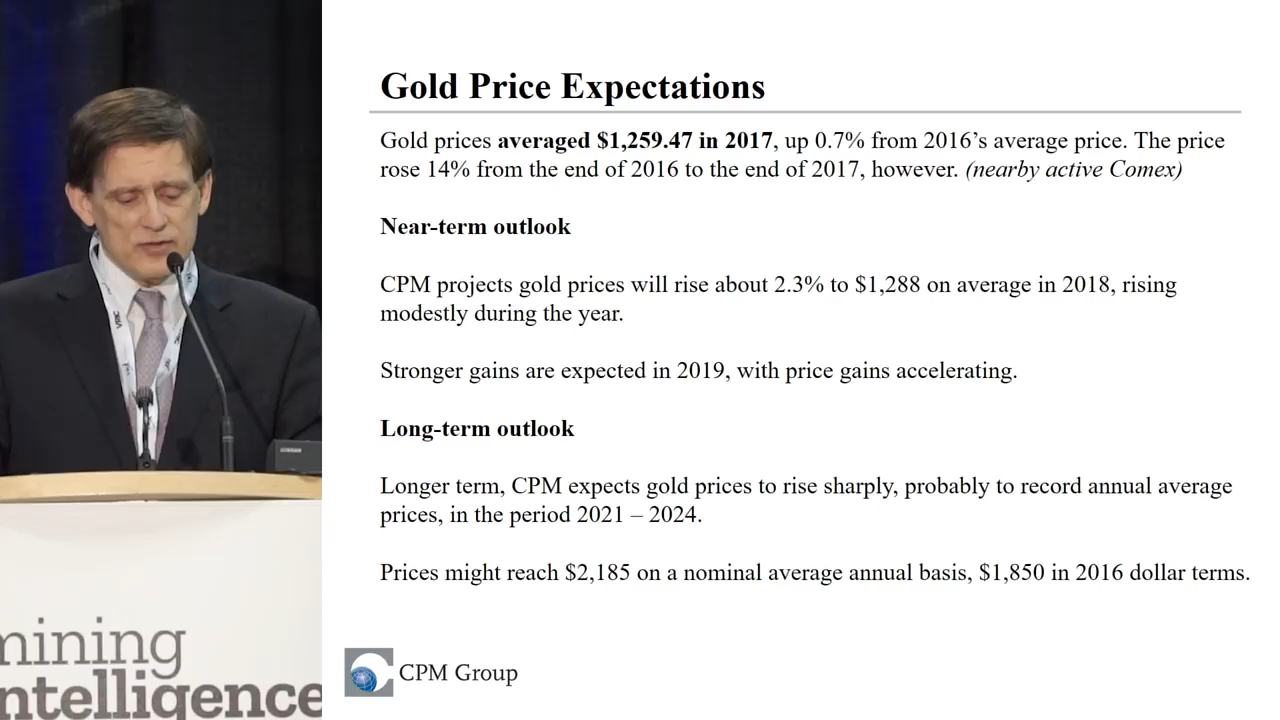 Gold Price Expectations
Gold prices averaged $1,259.47 in 2017, up 0.7% from 2016’s average price. The price
rose 14% from the end of 2016 to the end of 2017, however. (nearby active Comex)
Near-term outlook
CPM projects gold prices will rise about 2.3% to $1,288 on average in 2018, rising
modestly during the year.
Stronger gains are expected in 2019, with price gains accelerating.
Long-term outlook
Longer term, CPM expects gold prices to rise sharply, probably to record annual average
prices, in the period 2021 – 2024.
Prices might reach $2,185 on a nominal average annual basis, $1,850 in 2016 dollar terms.
CPM Group
mining
intelligence